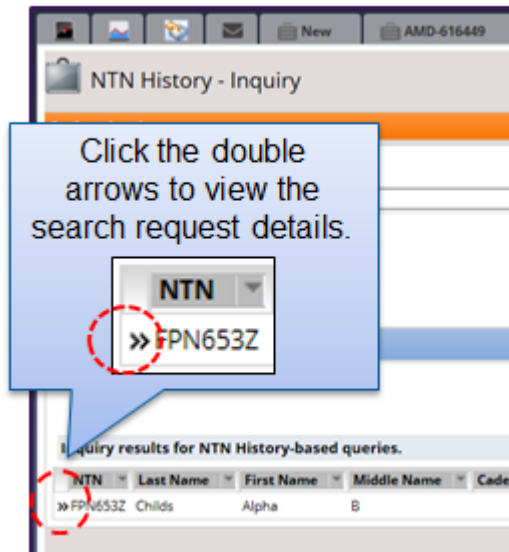 New
AMD-616449
NTN History - Inquiry
Click the double
arrows to view the
search request details.
NTN
»FPN653Z
Inquiry results for NTN History-based queries.
NTN Last Name First Name Middle Name Cade
»FPN653Z Childs Alpha B